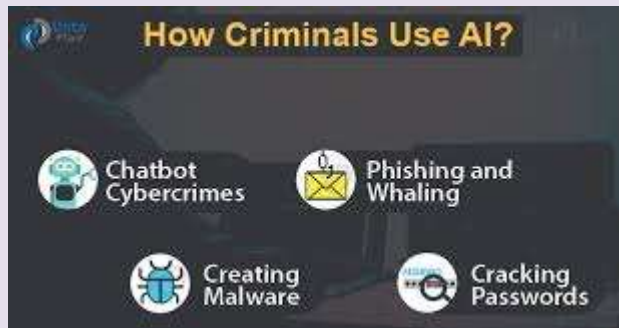 How Criminals Use AI?
Chatbot
Cybercrimes
Phishing and
Whaling
Creating
Malware
Cracking
Passwords